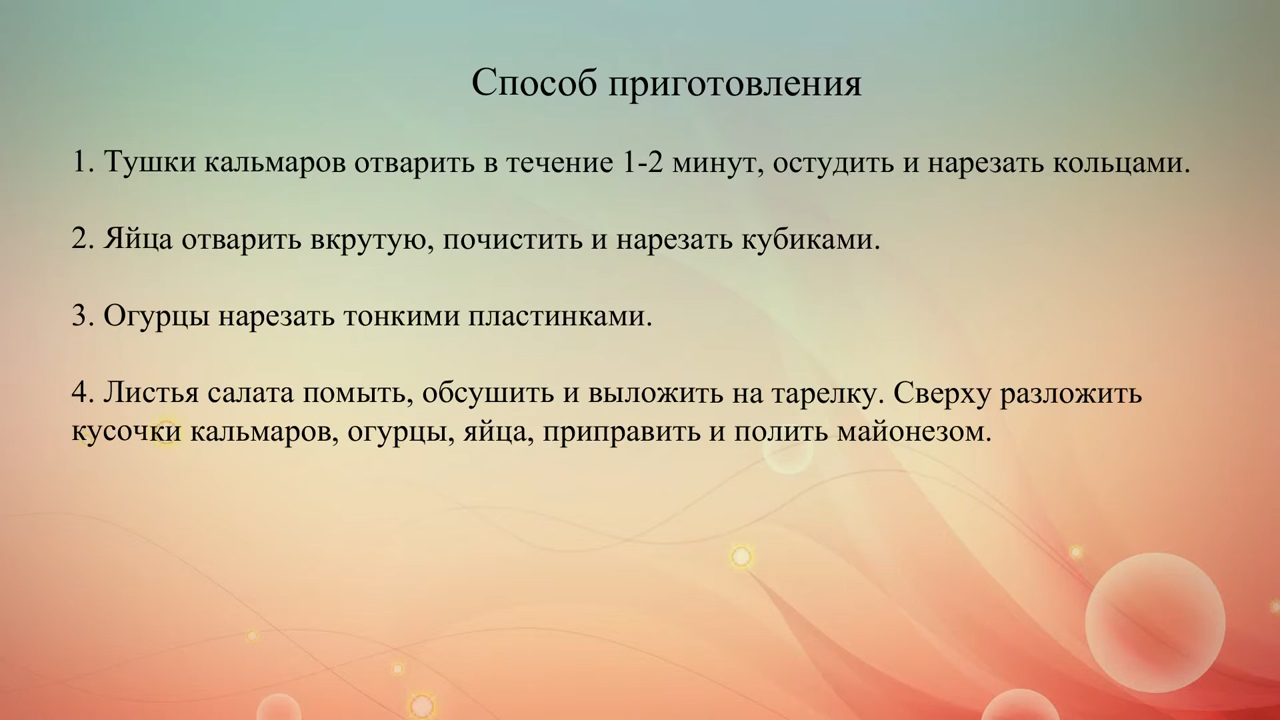 Способ приготовления
1. Тушки кальмаров отварить в течение 1-2 минут, остудить и нарезать кольцами.
2. Яйца отварить вкрутую, почистить и нарезать кубиками.
3. Огурцы нарезать тонкими пластинками.
4. Листья салата помыть, обсушить и выложить на тарелку. Сверху разложить
кусочки кальмаров, огурцы, яйца, приправить и полить майонезом.